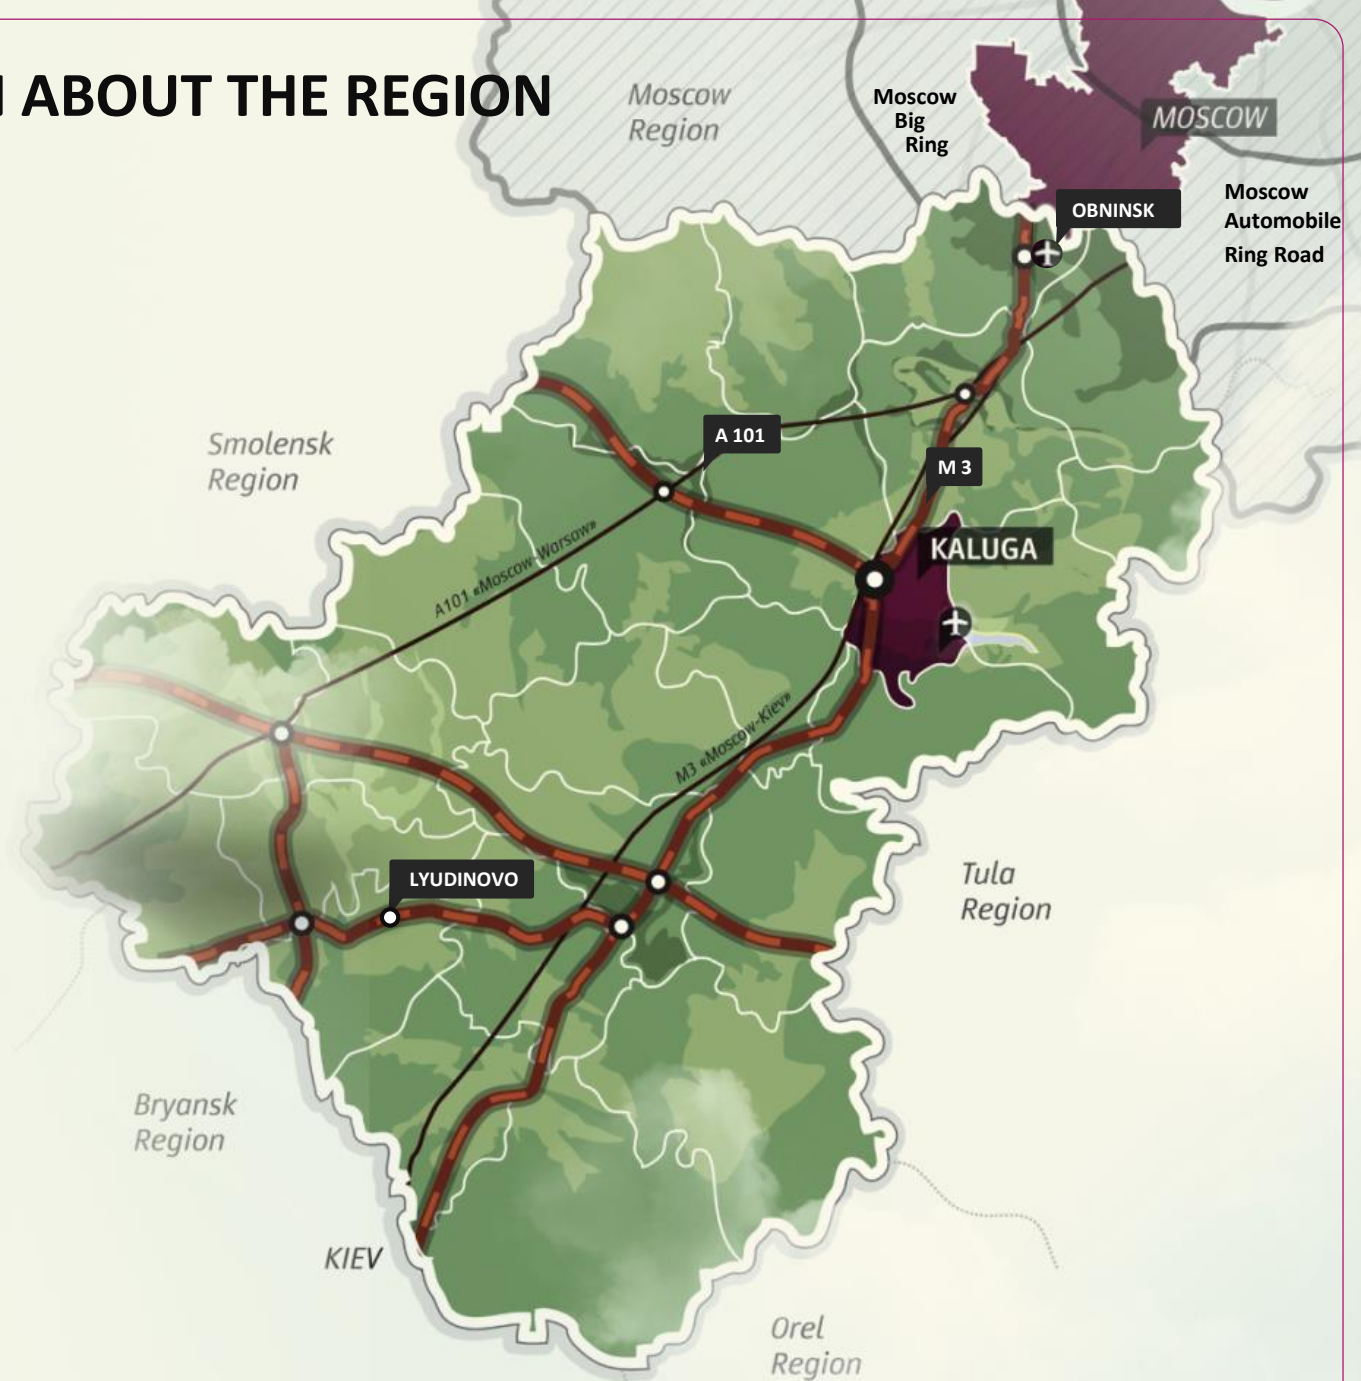 ABOUT THE REGION
Moscow
Region
Moscow
Big
Ring
MOSCOW
OBNINSK
Moscow
Automobile
Ring Road
Smolensk
Region
A 101
M 3
A101 «Moscow-Warsaw»
KALUGA
M3 «Moscow-Kiev»
LYUDINOVO
Tula
Region
Bryansk
Region
KIEV
Orel
Region